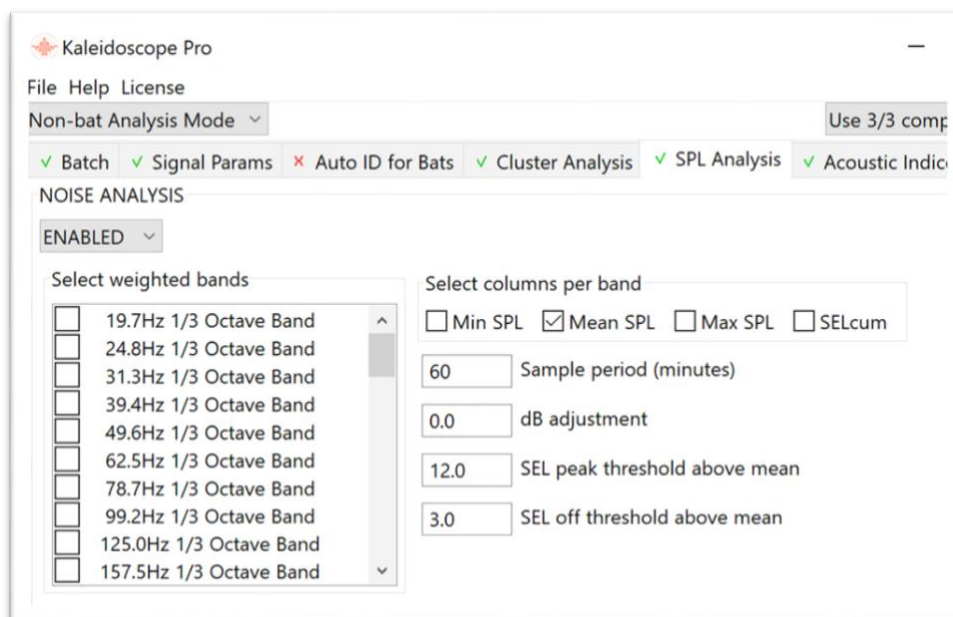 Kaleidoscope Pro
File Help License
Non-bat Analysis Mode
Use 3/3 comp
Batch Signal Params Auto ID for Bats Cluster Analysis SPL Analysis Acoustic Indic
NOISE ANALYSIS
ENABLED
Select weighted bands
19.7Hz 1/3 Octave Band
24.8Hz 1/3 Octave Band
31.3Hz 1/3 Octave Band
39.4Hz 1/3 Octave Band
49.6Hz 1/3 Octave Band
62.5Hz 1/3 Octave Band
78.7Hz 1/3 Octave Band
99.2Hz 1/3 Octave Band
125.0Hz 1/3 Octave Band
157.5Hz 1/3 Octave Band
Select columns per band
Min SPL Mean SPL Max SPL SELcum
60 Sample period (minutes)
0.0 dB adjustment
12.0 SEL peak threshold above mean
3.0 SEL off threshold above mean